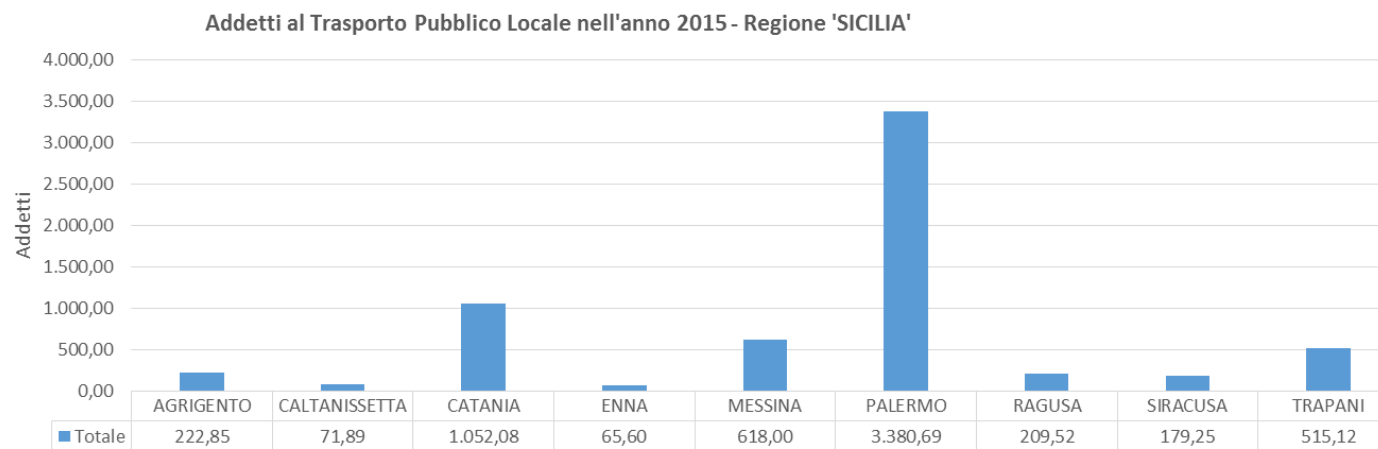 Addetti al Trasporto Pubblico Locale nell'anno 2015 - Regione 'SICILIA'
4.000,00
3.500,00
3.000,00
2.500,00
2.000,00
1.500,00
1.000,00
500,00
0,00
Addetti
AGRIGENTO CALTANISSETTA CATANIA ENNA MESSINA PALERMO RAGUSA SIRACUSA TRAPANI
Totale 222,85 71,89 1.052,08 65,60 618,00 3.380,69 209,52 179,25 515,12